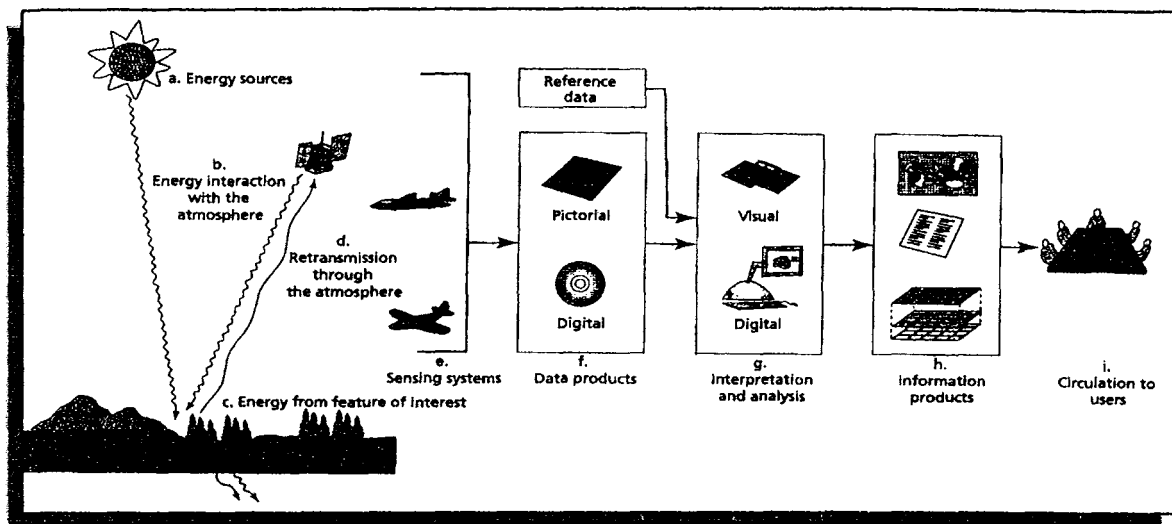 a. Energy sources
b.
Energy interaction
with the
atmosphere
d.
Retransmission
through
the atmosphere
c. Energy from feature of interest
e.
Sensing systems
Reference
data
Pictorial
Digital
f.
Data products
Visual
Digital
g.
Interpretation
and analysis
h.
Information
products
i.
Circulation to
users